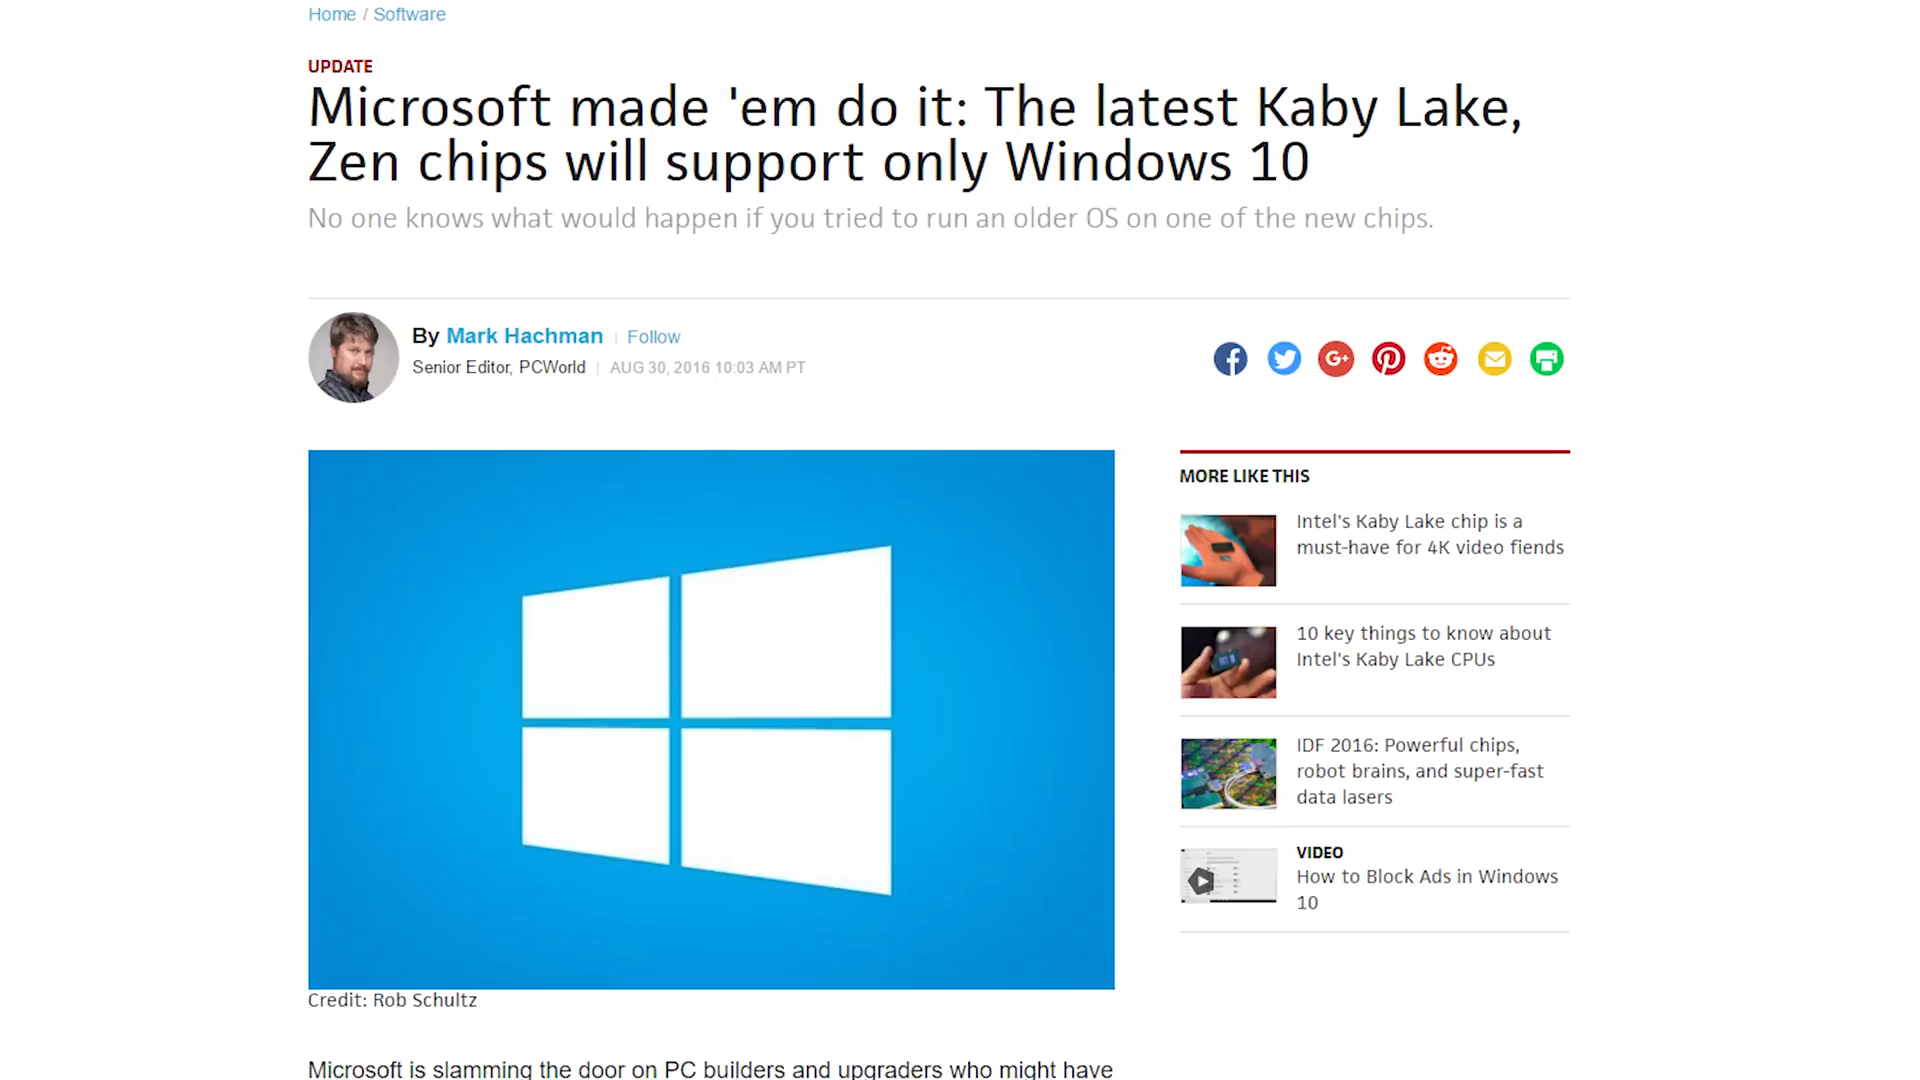 Home / Software
UPDATE
Microsoft made 'em do it: The latest Kaby Lake,
Zen chips will support only Windows 10
No one knows what would happen if you tried to run an older OS on one of the new chips.
By Mark Hachman | Follow
Senior Editor, PCWorld | AUG 30, 2016 10:03 AM PT
Credit: Rob Schultz
Microsoft is slamming the door on PC builders and upgraders who might have
MORE LIKE THIS
Intel's Kaby Lake chip is a
must-have for 4K video fiends
10 key things to know about
Intel's Kaby Lake CPUs
IDF 2016: Powerful chips,
robot brains, and super-fast
data lasers
VIDEO
How to Block Ads in Windows
10